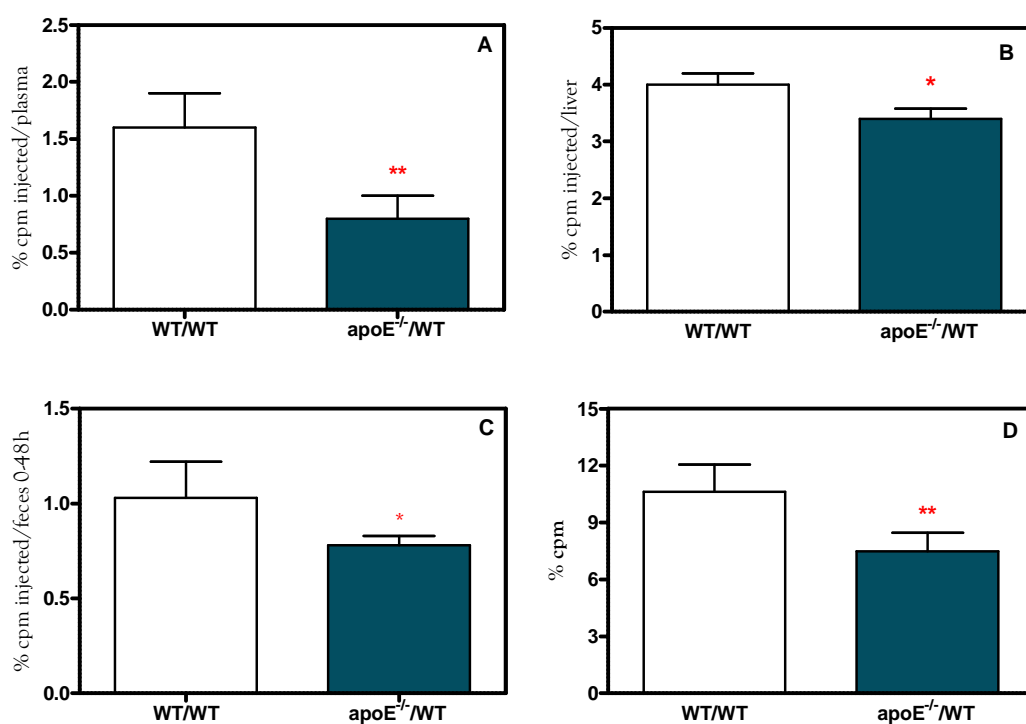 A
% cpm injected/plasma
2.5
2.0
1.5
1.0
0.5
0.0
**
WT/WT
apoE-/-/WT
B
% cpm injected/liver
5
4
3
2
1
0
*
WT/WT
apoE-/-/WT
C
% cpm injected/feces 0-48h
1.5
1.0
0.5
0.0
*
WT/WT
apoE-/-/WT
D
% cpm
15
12
9
6
3
0
**
WT/WT
apoE-/-/WT